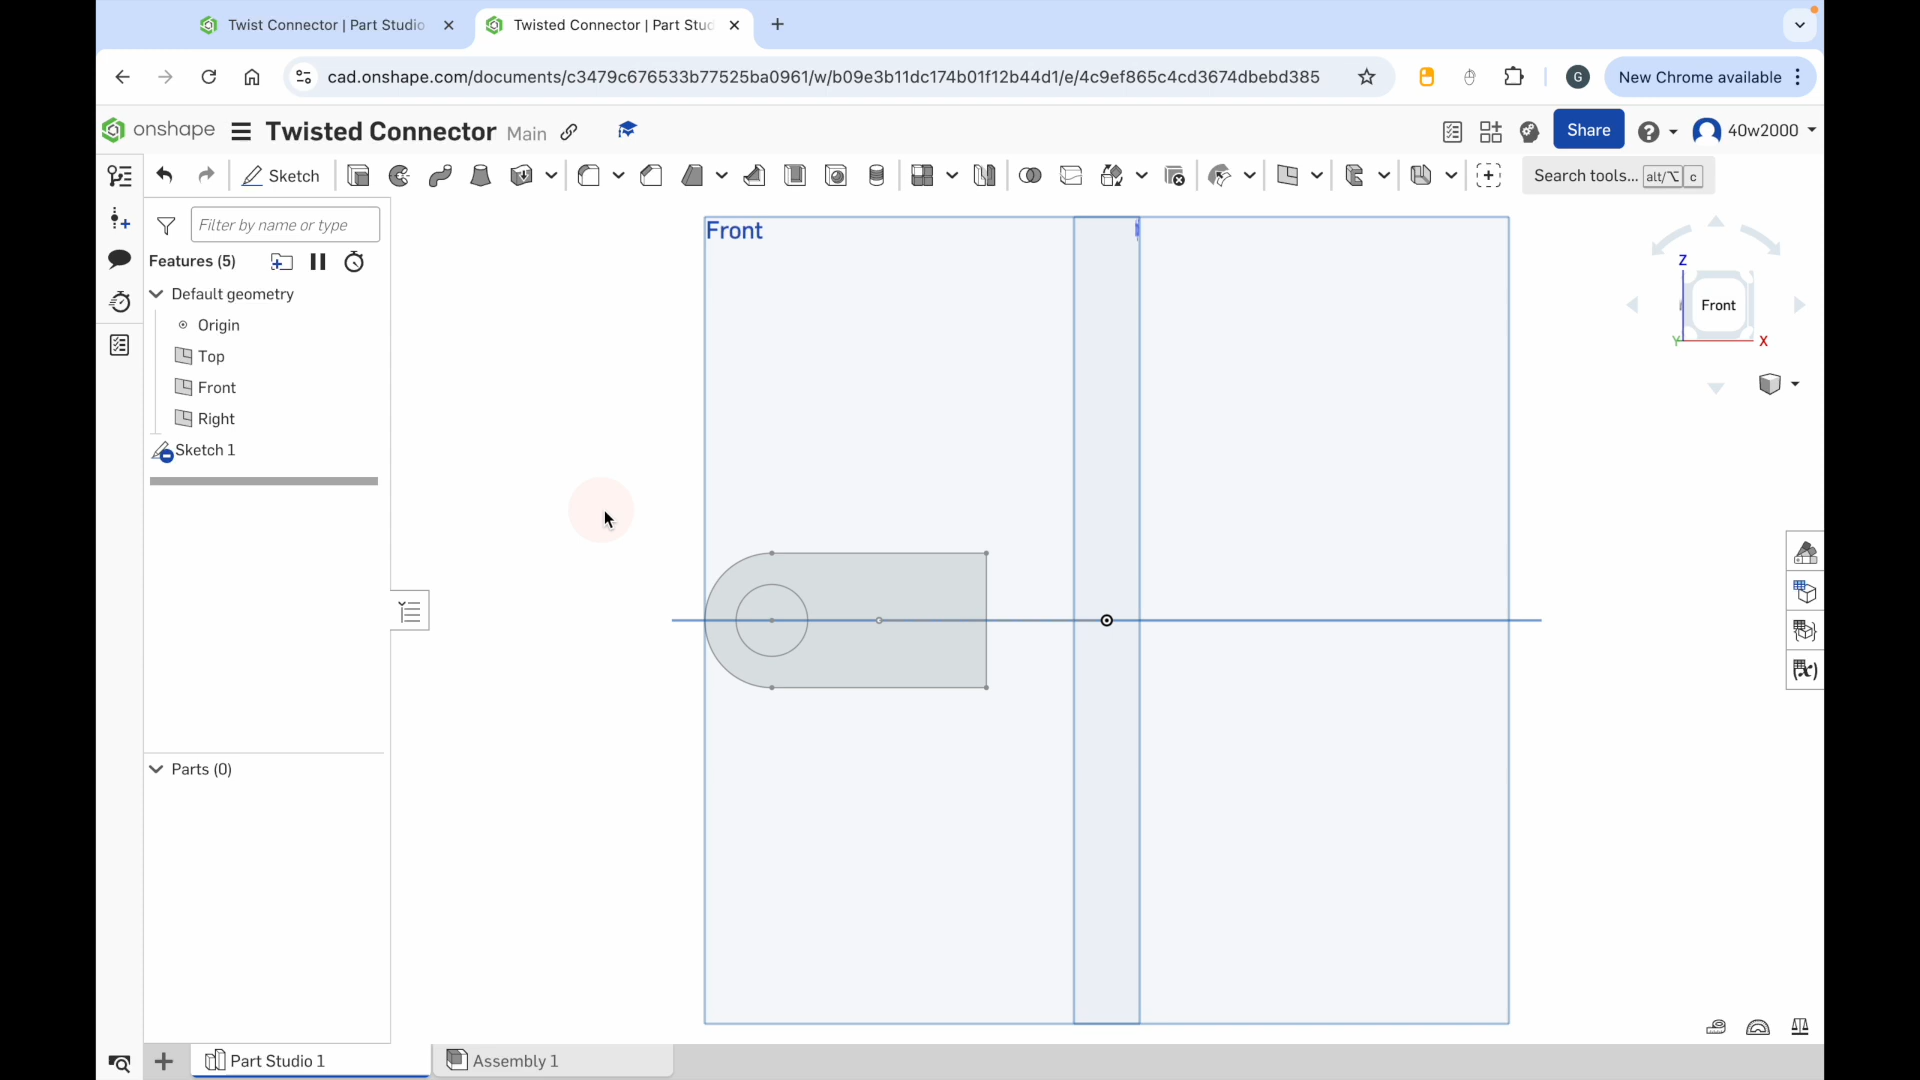 Twist Connector | Part Studio
Twisted Connector | Part Stud
cad.onshape.com/documents/c3479c676533b77525ba0961/w/b09e3b11dc174b01f12b44d1/e/4c9ef865c4cd3674dbebd385
G
New Chrome available
onshape
Twisted Connector
Main
Share
40w2000
Sketch
Search tools...
alt/⌥
c
Filter by name or type
Features (5)
Default geometry
Origin
Top
Front
Right
Sketch 1
Parts (0)
Front
Z
Front
Y
X
Part Studio 1
Assembly 1